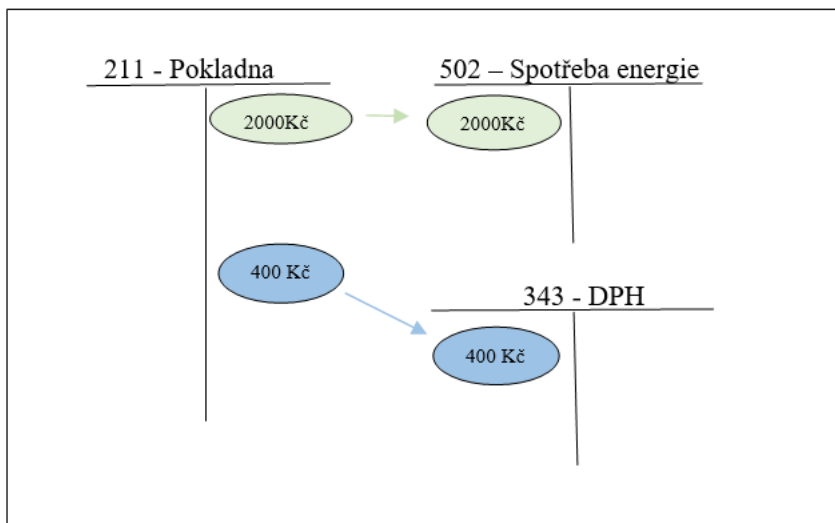 211 - Pokladna
502 – Spotřeba energie
2000Kč
2000Kč
400 Kč
343 - DPH
400 Kč